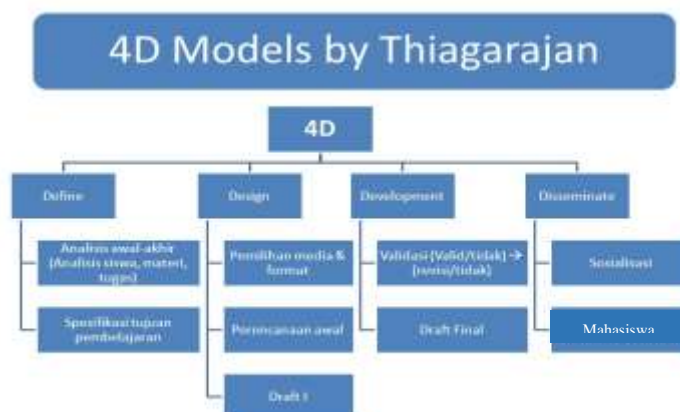 4D Models by Thiagarajan
4D
Define
Design
Development
Disseminate
Analisis awal-akhir
(Analisis siswa, materi,
tugas)
Pemilihan media &
format
Validasi (Valid/tidak) →
(revisi/tidak)
Sosialisasi
Spesifikasi tujuan
pembelajaran
Perencanaan awal
Draft Final
Mahasiswa
Draft I